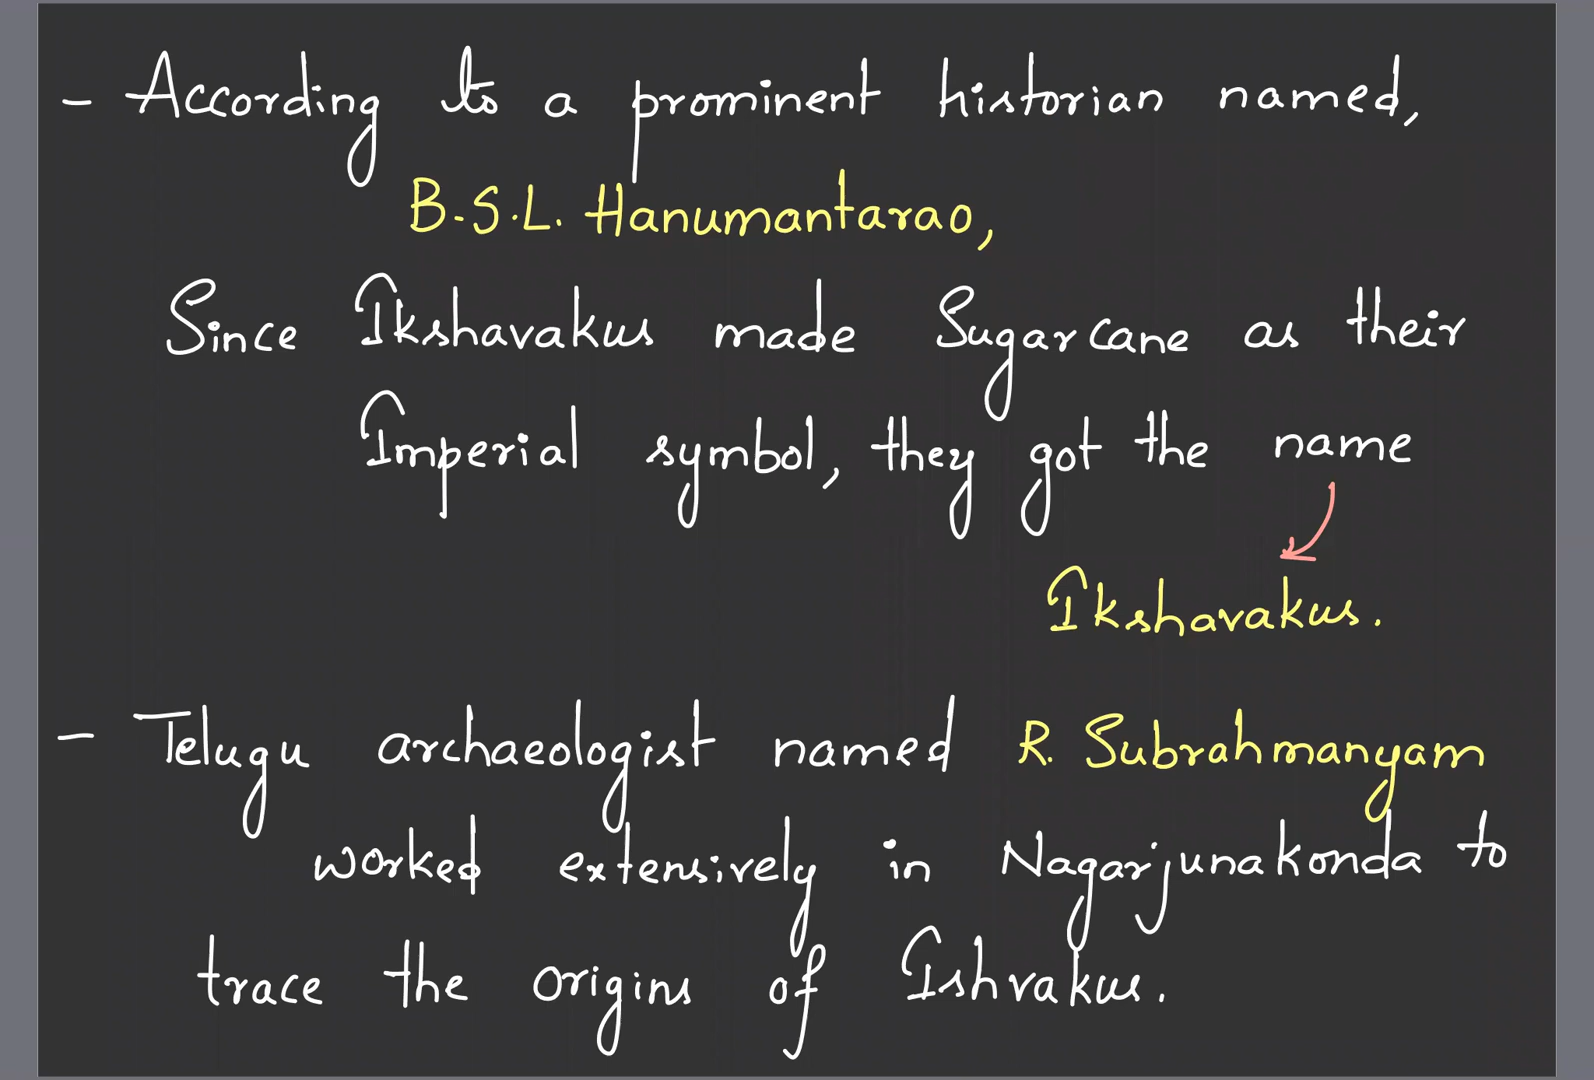 - According to a prominent historian named,
B.S.L. Hanumantarao,
Since Ikshavakus made Sugarcane as their
Imperial symbol, they got the name
Ikshavakus.
- Telugu archaeologist named R. Subrahmanyam
worked extensively in Nagarjunakonda to
trace the origins of Ishvakus.